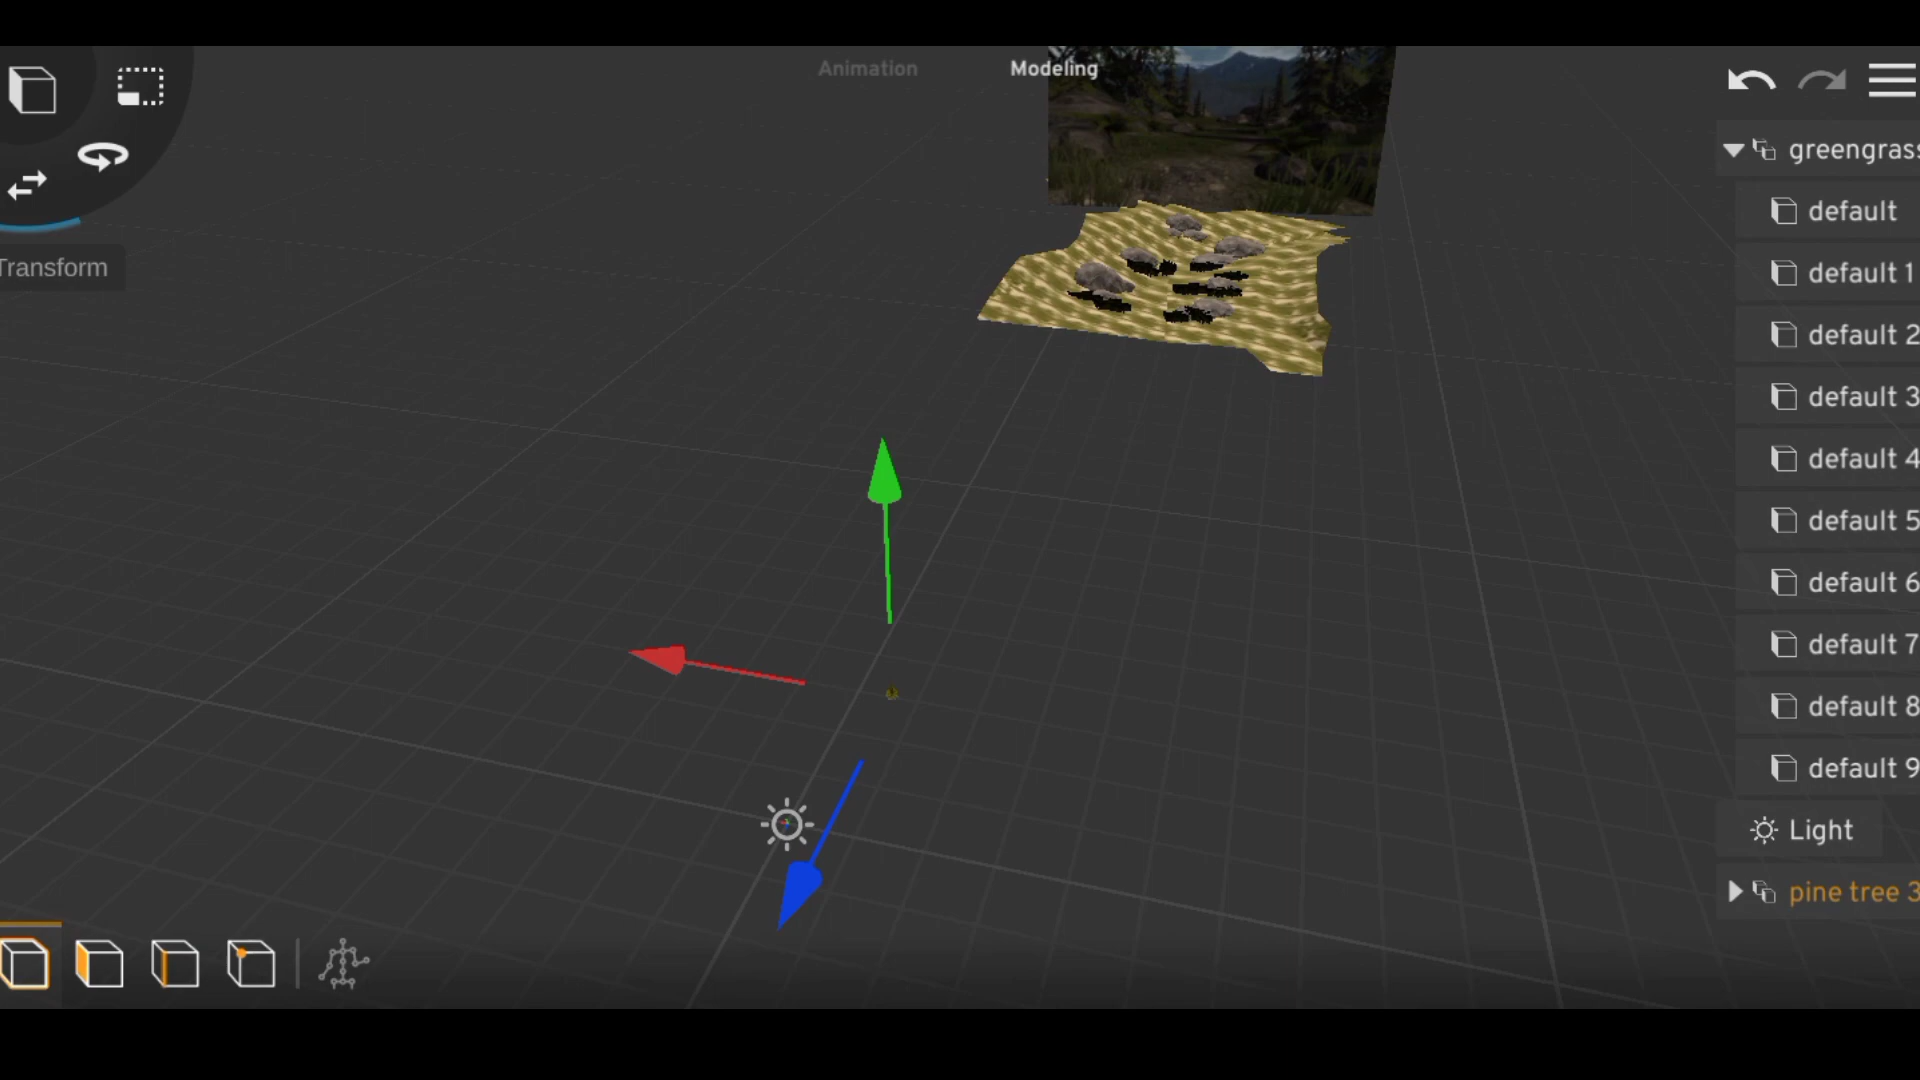 Animation
Modeling
Transform
greengrass
default
default 1
default 2
default 3
default 4
default 5
default 6
default 7
default 8
default 9
Light
pine tree 3